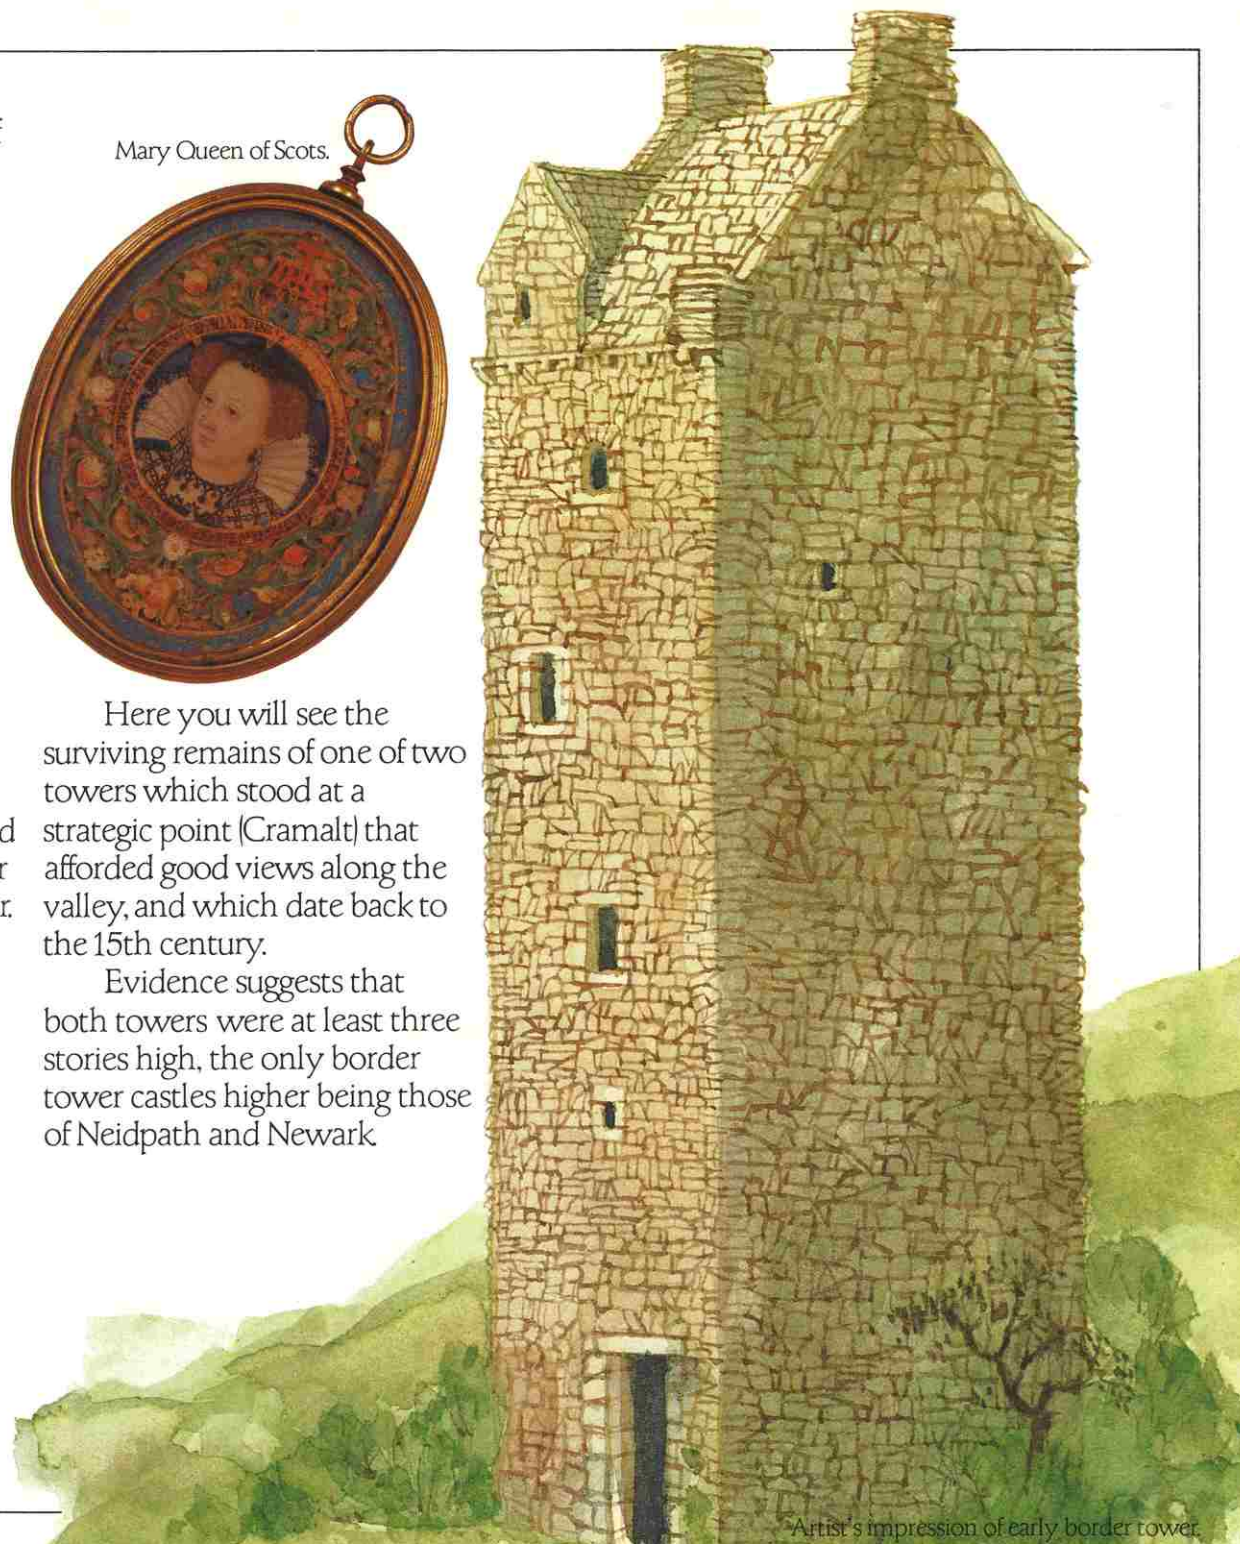 Mary Queen of Scots.
Here you will see the
surviving remains of one of two
towers which stood at a
strategic point (Cramalt) that
afforded good views along the
valley, and which date back to
the 15th century.
Evidence suggests that
both towers were at least three
stories high, the only border
tower castles higher being those
of Neidpath and Newark.
Artist's impression of early border tower.